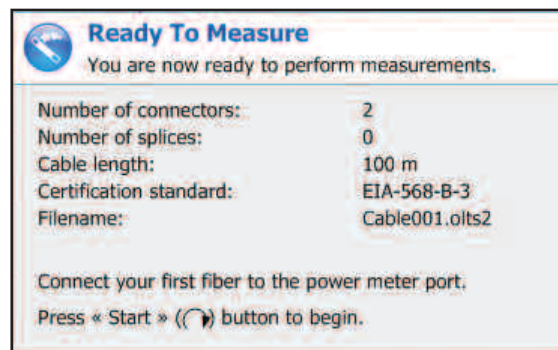 Ready To Measure
You are now ready to perform measurements.
Number of connectors: 2
Number of splices: 0
Cable length: 100 m
Certification standard: EIA-568-B-3
Filename: Cable001.olts2
Connect your first fiber to the power meter port.
Press « Start » (↷) button to begin.